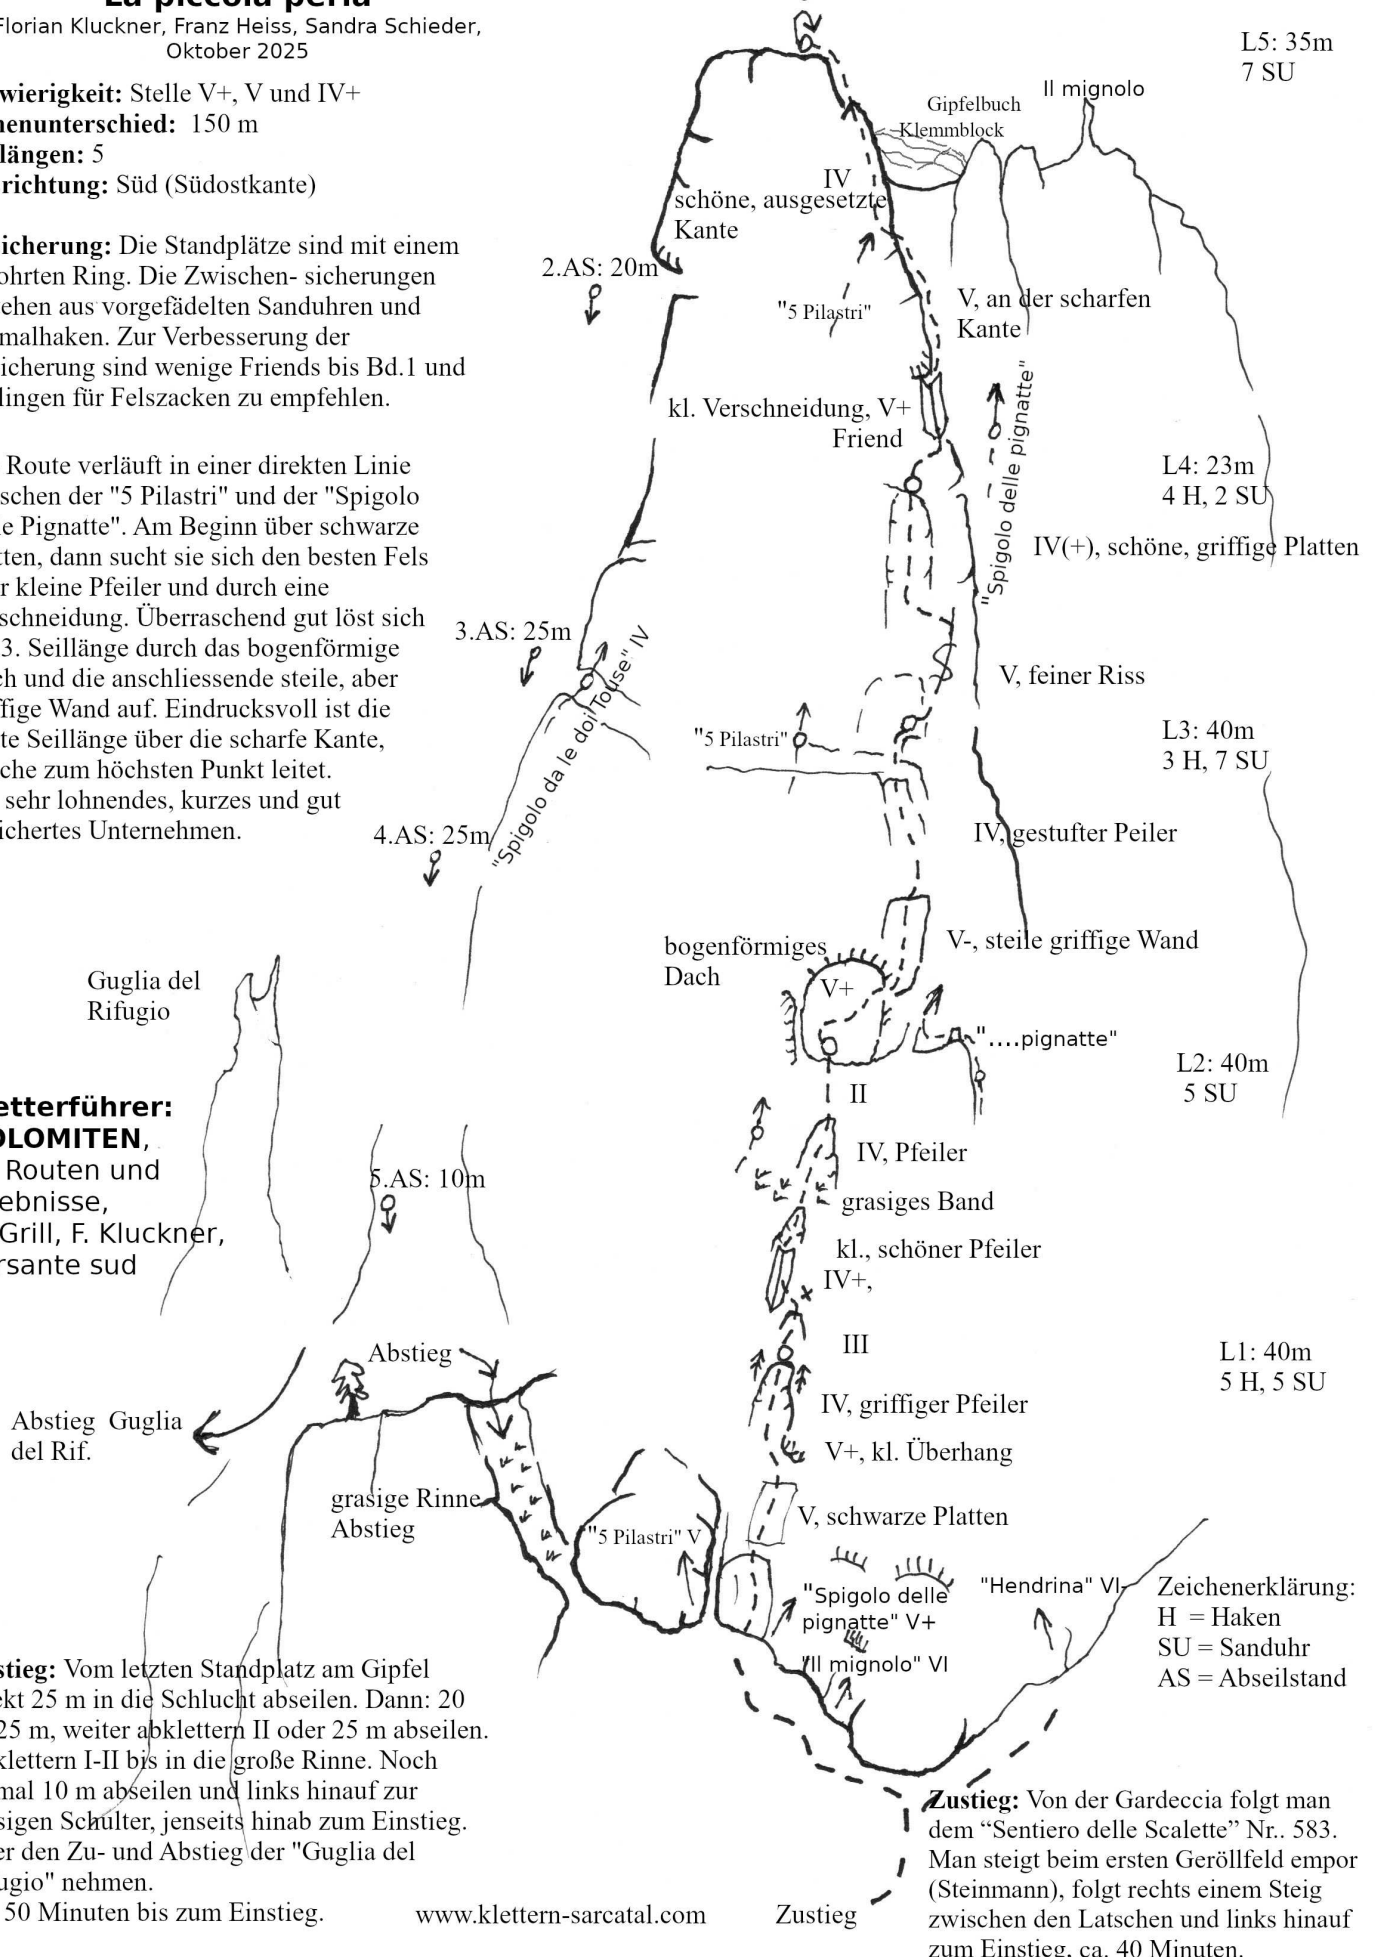 La piccola perla
Florian Kluckner, Franz Heiss, Sandra Schieder,
Oktober 2025
wierigkeit: Stelle V+, V und IV+
nenunterschied: 150 m
längen: 5
richtung: Süd (Südostkante)
icherung: Die Standplätze sind mit einem
ohrten Ring. Die Zwischen- sicherungen
ehen aus vorgefädelten Sanduhren und
malhaken. Zur Verbesserung der
icherung sind wenige Friends bis Bd.1 und
lingen für Felszacken zu empfehlen.
Route verläuft in einer direkten Linie
schen der "5 Pilastri" und der "Spigolo
e Pignatte". Am Beginn über schwarze
tten, dann sucht sie sich den besten Fels
r kleine Pfeiler und durch eine
schneidung. Überraschend gut löst sich
3. Seillänge durch das bogenförmige
ch und die anschliessende steile, aber
ffige Wand auf. Eindrucksvoll ist die
te Seillänge über die scharfe Kante,
che zum höchsten Punkt leitet.
sehr lohnendes, kurzes und gut
ichertes Unternehmen.
L5: 35m
7 SU
Il mignolo
Gipfelbuch
Klemmblock
IV
schöne, ausgesetzte
Kante
2.AS: 20m
"5 Pilastri"
V, an der scharfen
Kante
kl. Verschneidung, V+
Friend
"Spigolo delle pignatte"
L4: 23m
4 H, 2 SU
IV(+), schöne, griffige Platten
3.AS: 25m
"Spigolo da le doi Touse" IV
V, feiner Riss
"5 Pilastri"
L3: 40m
3 H, 7 SU
4.AS: 25m
IV, gestufter Peiler
bogenförmiges
Dach
V-, steile griffige Wand
V+
"....pignatte"
Guglia del
Rifugio
L2: 40m
5 SU
II
etterführer:
OLOMITEN,
Routen und
ebnisse,
Grill, F. Kluckner,
rsante sud
IV, Pfeiler
5.AS: 10m
grasiges Band
kl., schöner Pfeiler
IV+,
III
Abstieg
L1: 40m
5 H, 5 SU
IV, griffiger Pfeiler
Abstieg Guglia
del Rif.
V+, kl. Überhang
grasige Rinne
Abstieg
V, schwarze Platten
"5 Pilastri" V
"Spigolo delle
pignatte" V+
"Hendrina" VI-
"Il mignolo" VI
Zeichenerklärung:
H = Haken
SU = Sanduhr
AS = Abseilstand
stieg: Vom letzten Standplatz am Gipfel
ekt 25 m in die Schlucht abseilen. Dann: 20
25 m, weiter abklettern II oder 25 m abseilen.
klettern I-II bis in die große Rinne. Noch
mal 10 m abseilen und links hinauf zur
sigen Schulter, jenseits hinab zum Einstieg.
er den Zu- und Abstieg der "Guglia del
ugio" nehmen.
50 Minuten bis zum Einstieg.
www.klettern-sarcatal.com
Zustieg
Zustieg: Von der Gardeccia folgt man
dem “Sentiero delle Scalette” Nr.. 583.
Man steigt beim ersten Geröllfeld empor
(Steinmann), folgt rechts einem Steig
zwischen den Latschen und links hinauf
zum Einstieg, ca. 40 Minuten.